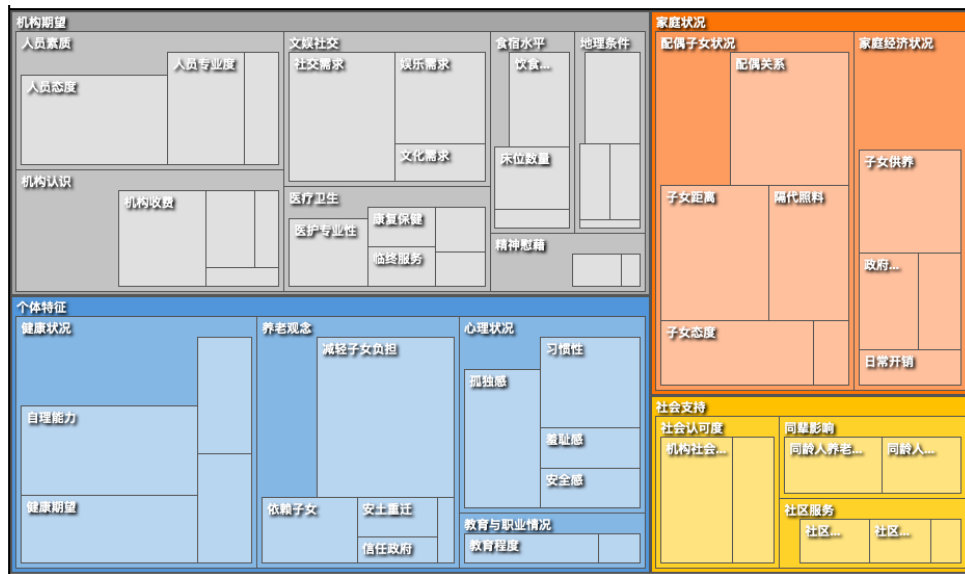 机构期望
人员素质
人员态度
人员专业度
文娱社交
社交需求
娱乐需求
文化需求
食宿水平
饮食...
床位数量
地理条件
机构认识
机构收费
医疗卫生
医护专业性
康复保健
临终服务
精神慰藉
家庭状况
配偶子女状况
配偶关系
子女距离
隔代照料
子女态度
家庭经济状况
子女供养
政府...
日常开销
个体特征
健康状况
自理能力
健康期望
养老观念
减轻子女负担
依赖子女
安土重迁
信任政府
心理状况
习惯性
孤独感
羞耻感
安全感
教育与职业情况
教育程度
社会支持
社会认可度
机构社会...
同辈影响
同龄人养老...
同龄人...
社区服务
社区...
社区...